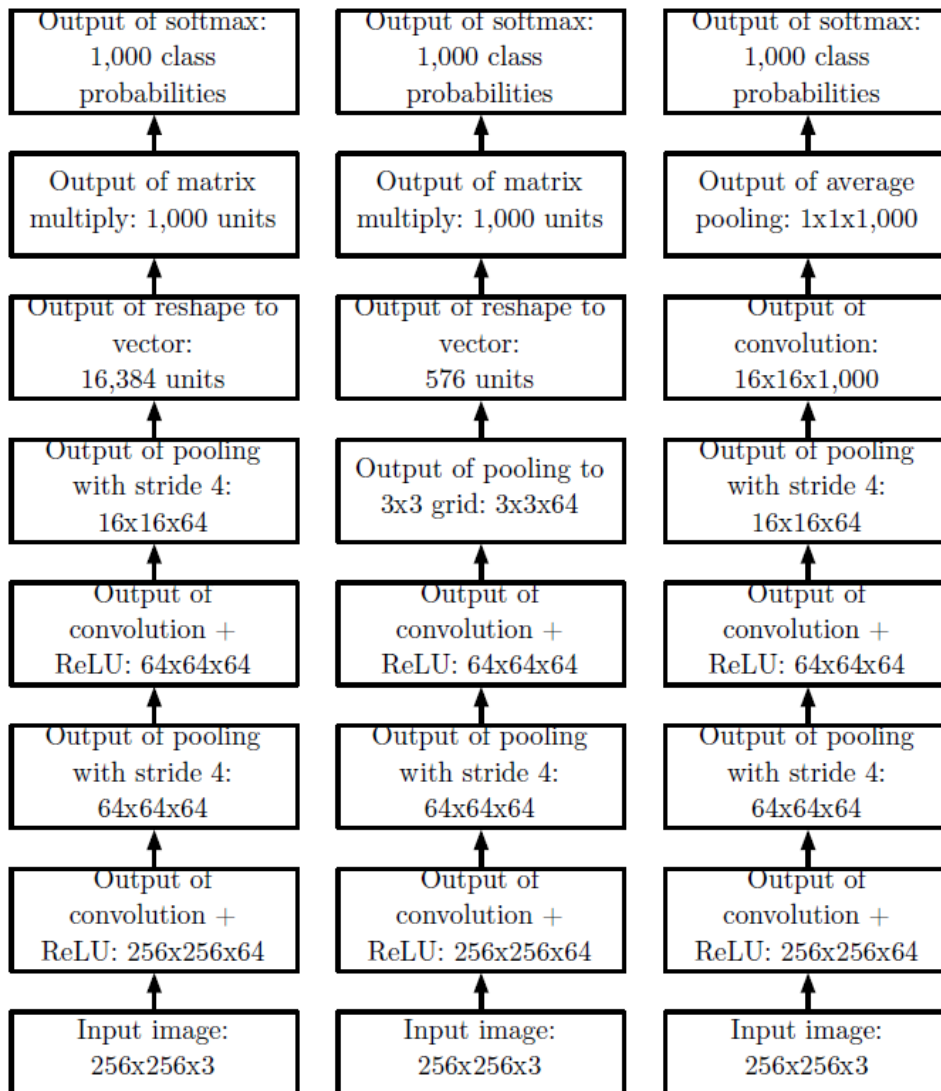 Output of softmax:
1,000 class
probabilities
Output of matrix
multiply: 1,000 units
Output of reshape to
vector:
16,384 units
Output of pooling
with stride 4:
16x16x64
Output of
convolution +
ReLU: 64x64x64
Output of pooling
with stride 4:
64x64x64
Output of
convolution +
ReLU: 256x256x64
Input image:
256x256x3
Output of softmax:
1,000 class
probabilities
Output of matrix
multiply: 1,000 units
Output of reshape to
vector:
576 units
Output of pooling to
3x3 grid: 3x3x64
Output of
convolution +
ReLU: 64x64x64
Output of pooling
with stride 4:
64x64x64
Output of
convolution +
ReLU: 256x256x64
Input image:
256x256x3
Output of softmax:
1,000 class
probabilities
Output of average
pooling: 1x1x1,000
Output of
convolution:
16x16x1,000
Output of pooling
with stride 4:
16x16x64
Output of
convolution +
ReLU: 64x64x64
Output of pooling
with stride 4:
64x64x64
Output of
convolution +
ReLU: 256x256x64
Input image:
256x256x3